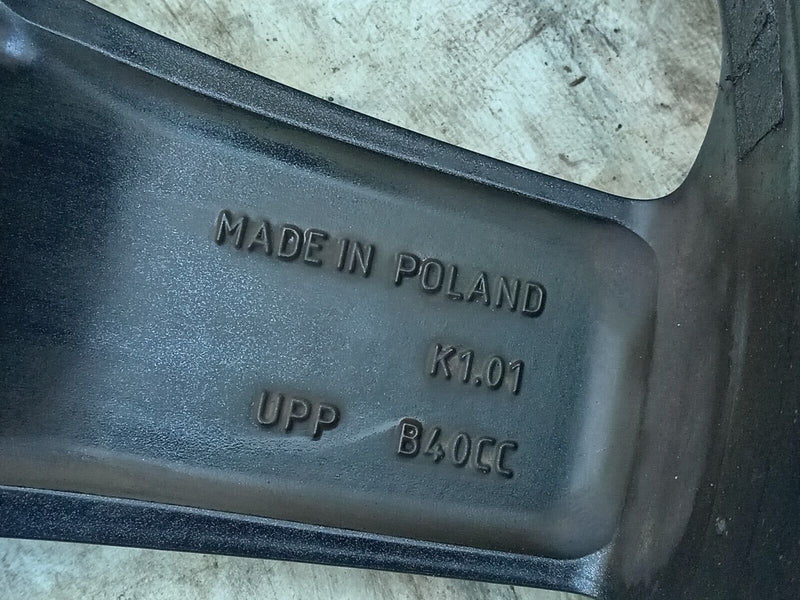 MADE IN POLAND
K1.01
UPP B40CC